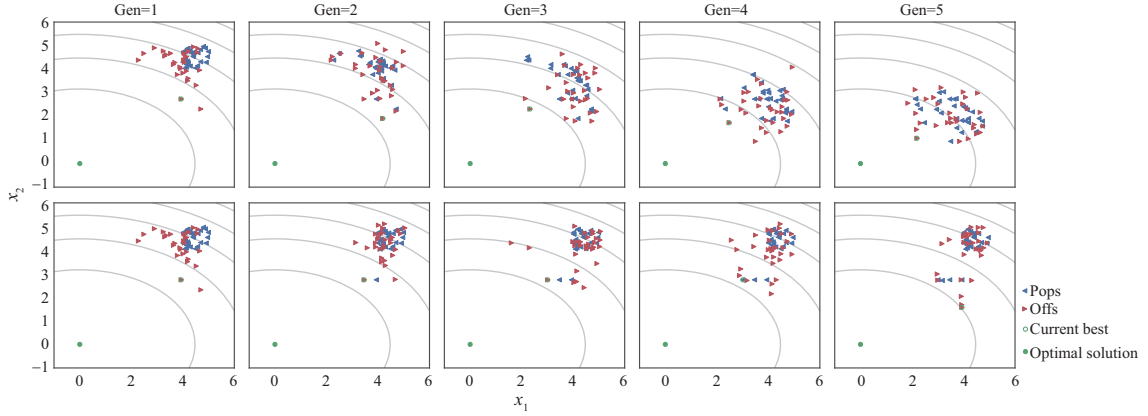 Gen=1 Gen=2 Gen=3 Gen=4 Gen=5
6
5
4
3
2
1
0
−1
x2
6
5
4
3
2
1
0
−1
0 2 4 6 0 2 4 6 0 2 4 6 0 2 4 6 0 2 4 6
x1
Pops
Offs
Current best
Optimal solution